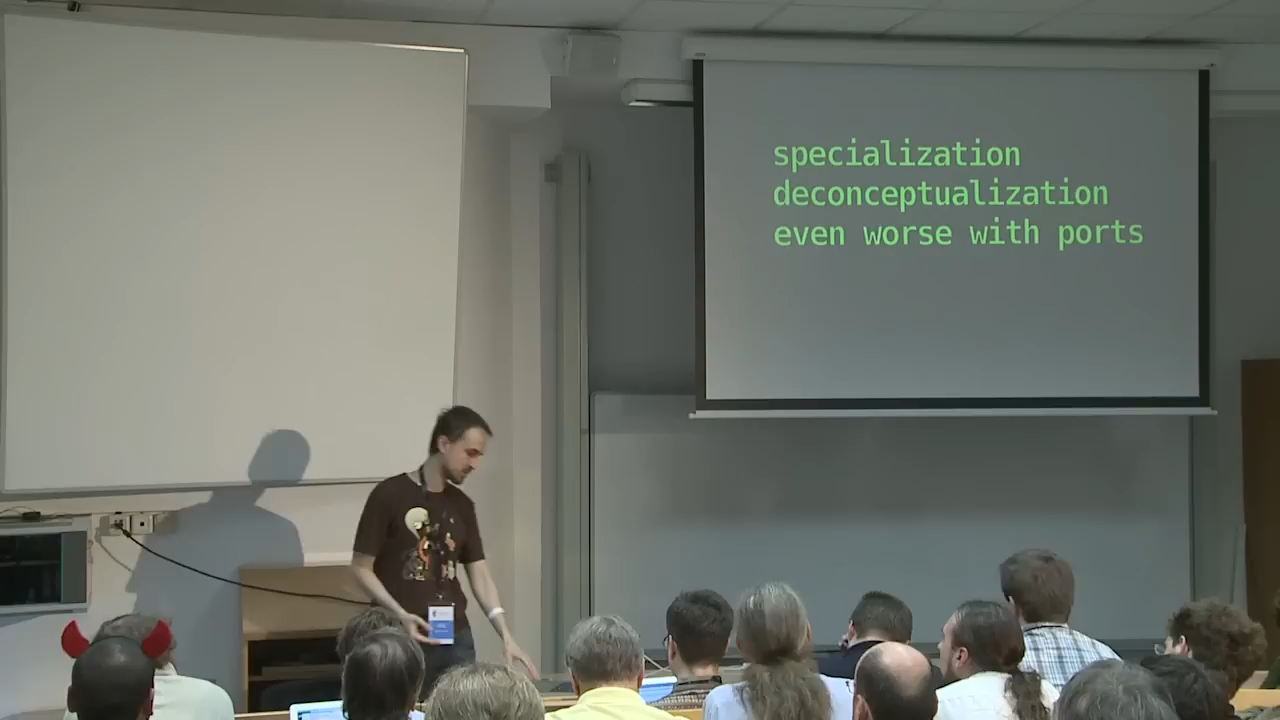 specialization
deconceptualization
even worse with ports